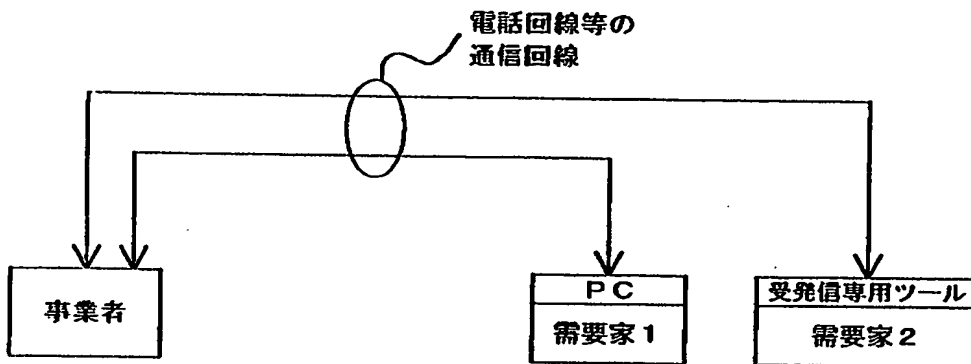 電話回線等の
通信回線
事業者
PC
需要家1
受発信専用ツール
需要家2